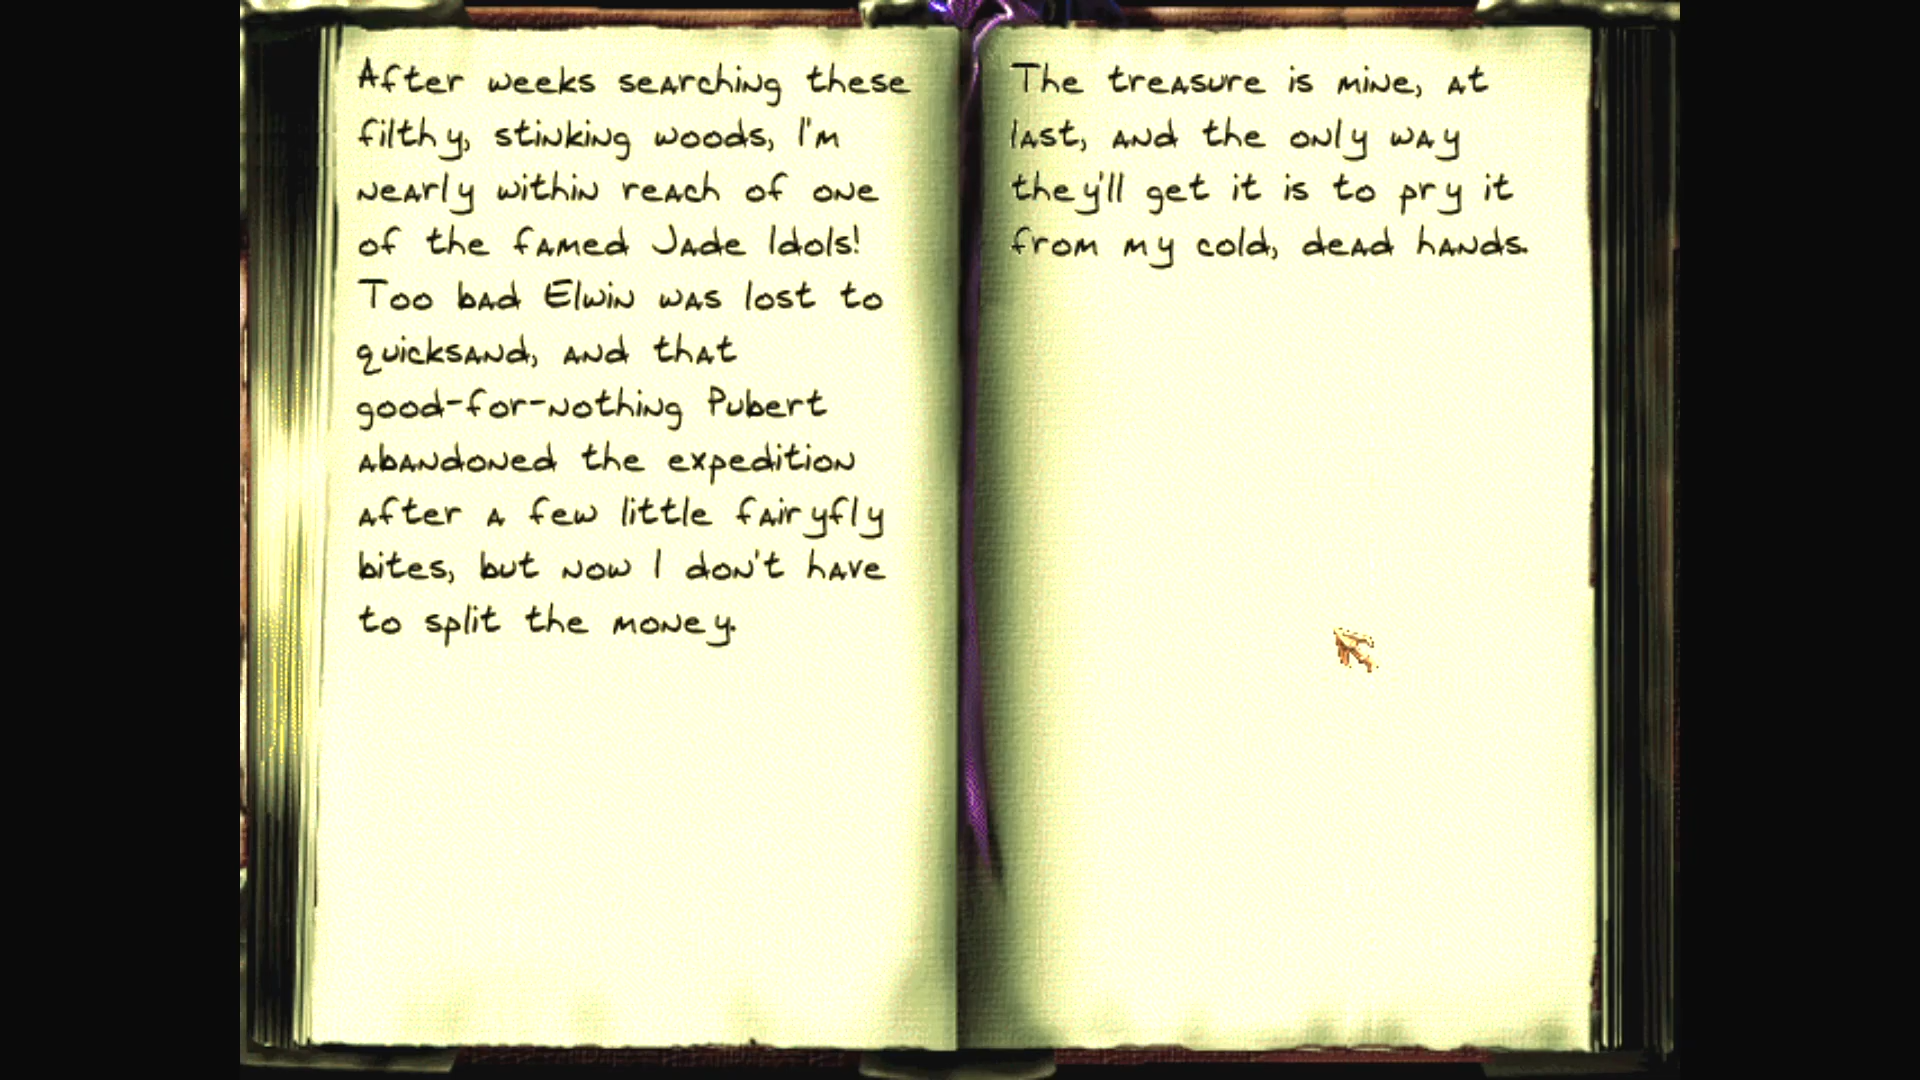 After weeks searching these
filthy, stinking woods, I'm
nearly within reach of one
of the famed Jade Idols!
Too bad Elwin was lost to
quicksand, and that
good-for-nothing Pubert
abandoned the expedition
after a few little fairyfly
bites, but now I don't have
to split the money.
The treasure is mine, at
last, and the only way
they'll get it is to pry it
from my cold, dead hands.